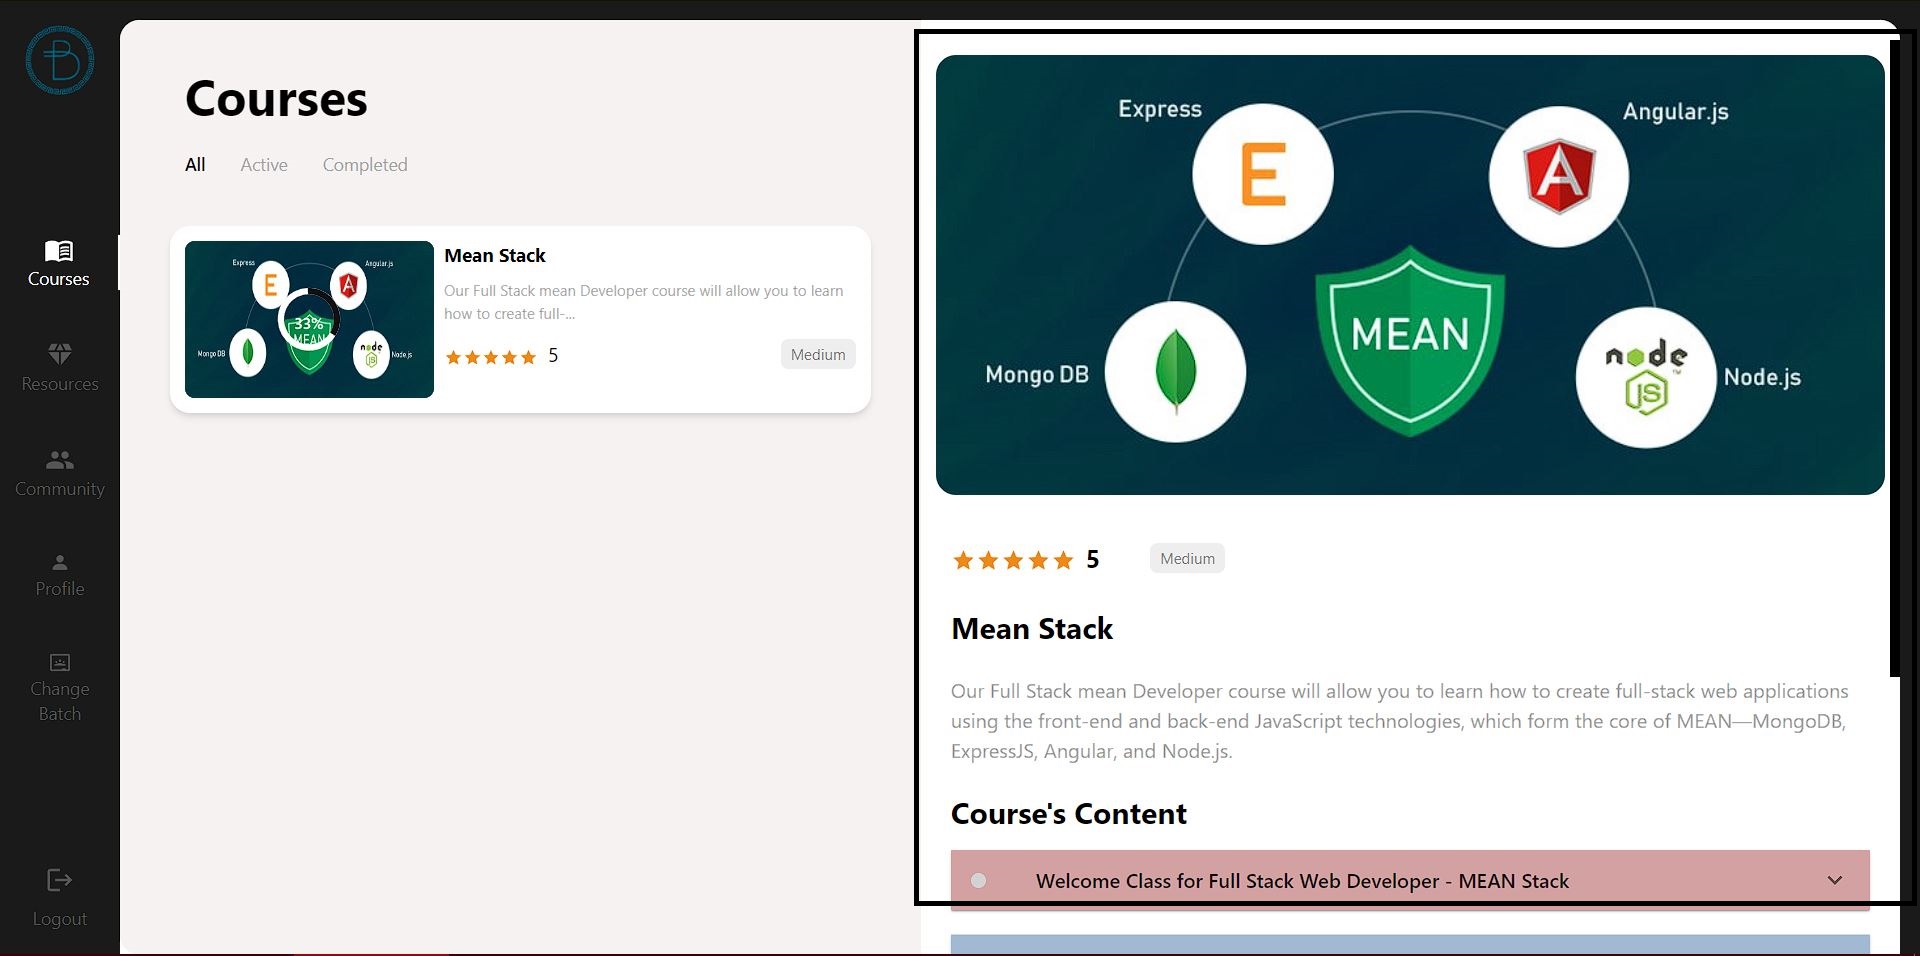 Courses
All Active Completed
Courses
Resources
Community
Profile
Change
Batch
Logout
Express
Angular.js
E
A
33%
MEAN
Mongo DB
node
JS
Node.js
Mean Stack
Our Full Stack mean Developer course will allow you to learn
how to create full-...
5
Medium
Express
Angular.js
E
A
MEAN
Mongo DB
node
TM
JS
Node.js
5
Medium
Mean Stack
Our Full Stack mean Developer course will allow you to learn how to create full-stack web applications
using the front-end and back-end JavaScript technologies, which form the core of MEAN—MongoDB,
ExpressJS, Angular, and Node.js.
Course's Content
Welcome Class for Full Stack Web Developer - MEAN Stack